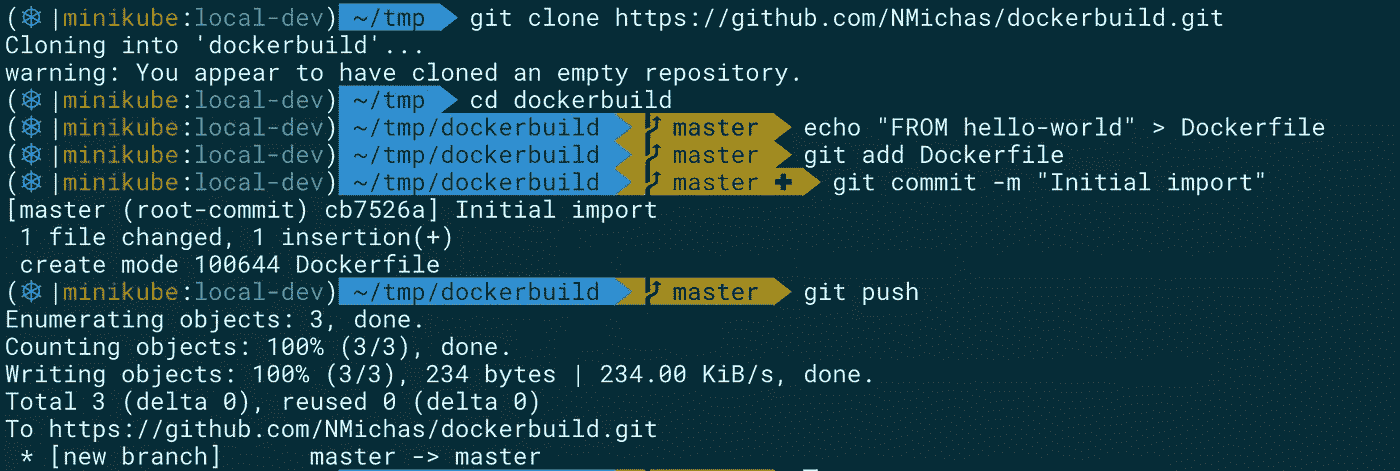 (⎈ |minikube:local-dev) ~/tmp git clone https://github.com/NMichas/dockerbuild.git
Cloning into 'dockerbuild'...
warning: You appear to have cloned an empty repository.
(⎈ |minikube:local-dev) ~/tmp cd dockerbuild
(⎈ |minikube:local-dev) ~/tmp/dockerbuild master echo "FROM hello-world" > Dockerfile
(⎈ |minikube:local-dev) ~/tmp/dockerbuild master git add Dockerfile
(⎈ |minikube:local-dev) ~/tmp/dockerbuild master ✚ git commit -m "Initial import"
[master (root-commit) cb7526a] Initial import
 1 file changed, 1 insertion(+)
 create mode 100644 Dockerfile
(⎈ |minikube:local-dev) ~/tmp/dockerbuild master git push
Enumerating objects: 3, done.
Counting objects: 100% (3/3), done.
Writing objects: 100% (3/3), 234 bytes | 234.00 KiB/s, done.
Total 3 (delta 0), reused 0 (delta 0)
To https://github.com/NMichas/dockerbuild.git
 * [new branch]      master -> master